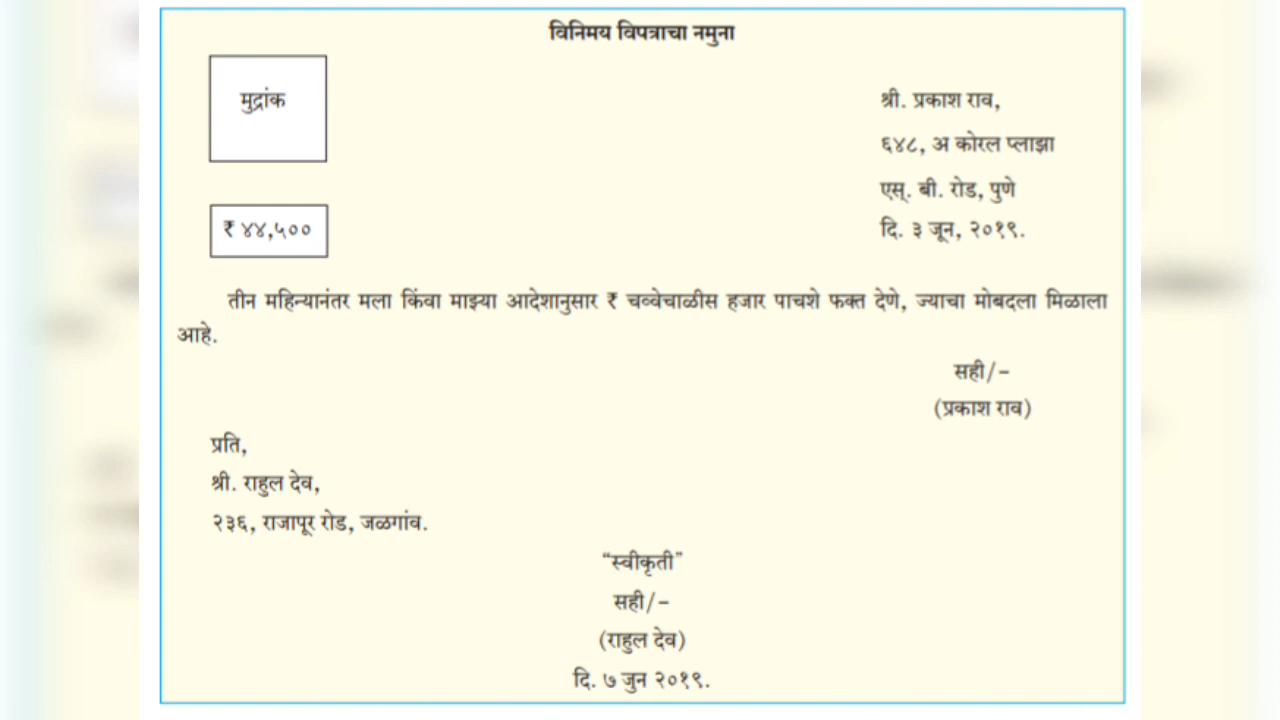 विनिमय विपत्राचा नमुना
मुद्रांक
श्री. प्रकाश राव,
६४८, अ कोरल प्लाझा
एस्. बी. रोड, पुणे
₹ ४४,५००
दि. ३ जून, २०१९.
तीन महिन्यानंतर मला किंवा माझ्या आदेशानुसार ₹ चव्वेचाळीस हजार पाचशे फक्त देणे, ज्याचा मोबदला मिळाला
आहे.
सही/-
(प्रकाश राव)
प्रति,
श्री. राहुल देव,
२३६, राजापूर रोड, जळगांव.
“स्वीकृती”
सही/-
(राहुल देव)
दि. ७ जुन २०१९.